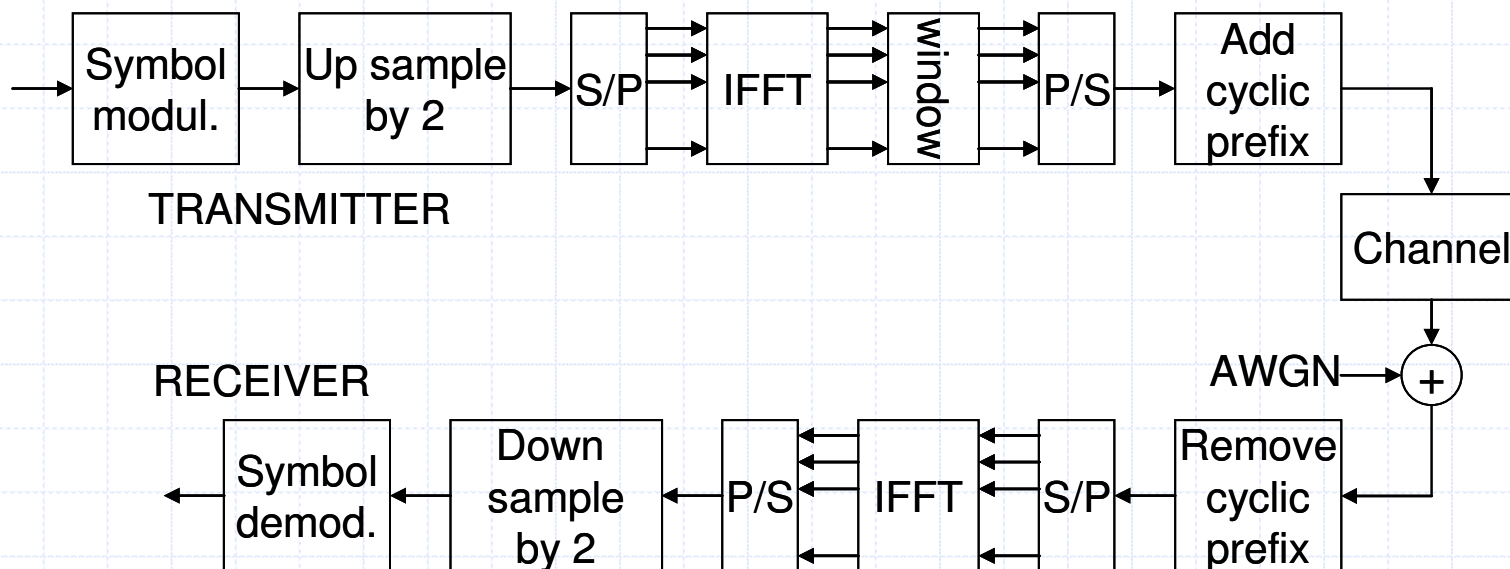 Symbol
modul.
Up sample
by 2
S/P
IFFT
window
P/S
Add
cyclic
prefix
TRANSMITTER
Channel
RECEIVER
AWGN
+
Symbol
demod.
Down
sample
by 2
P/S
IFFT
S/P
Remove
cyclic
prefix